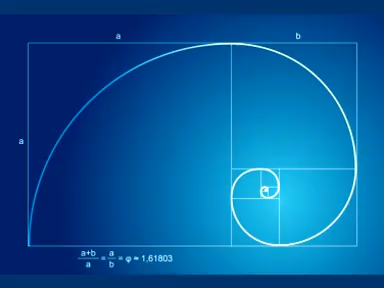 a b
a
a+b/a = a/b = φ ≈ 1,61803